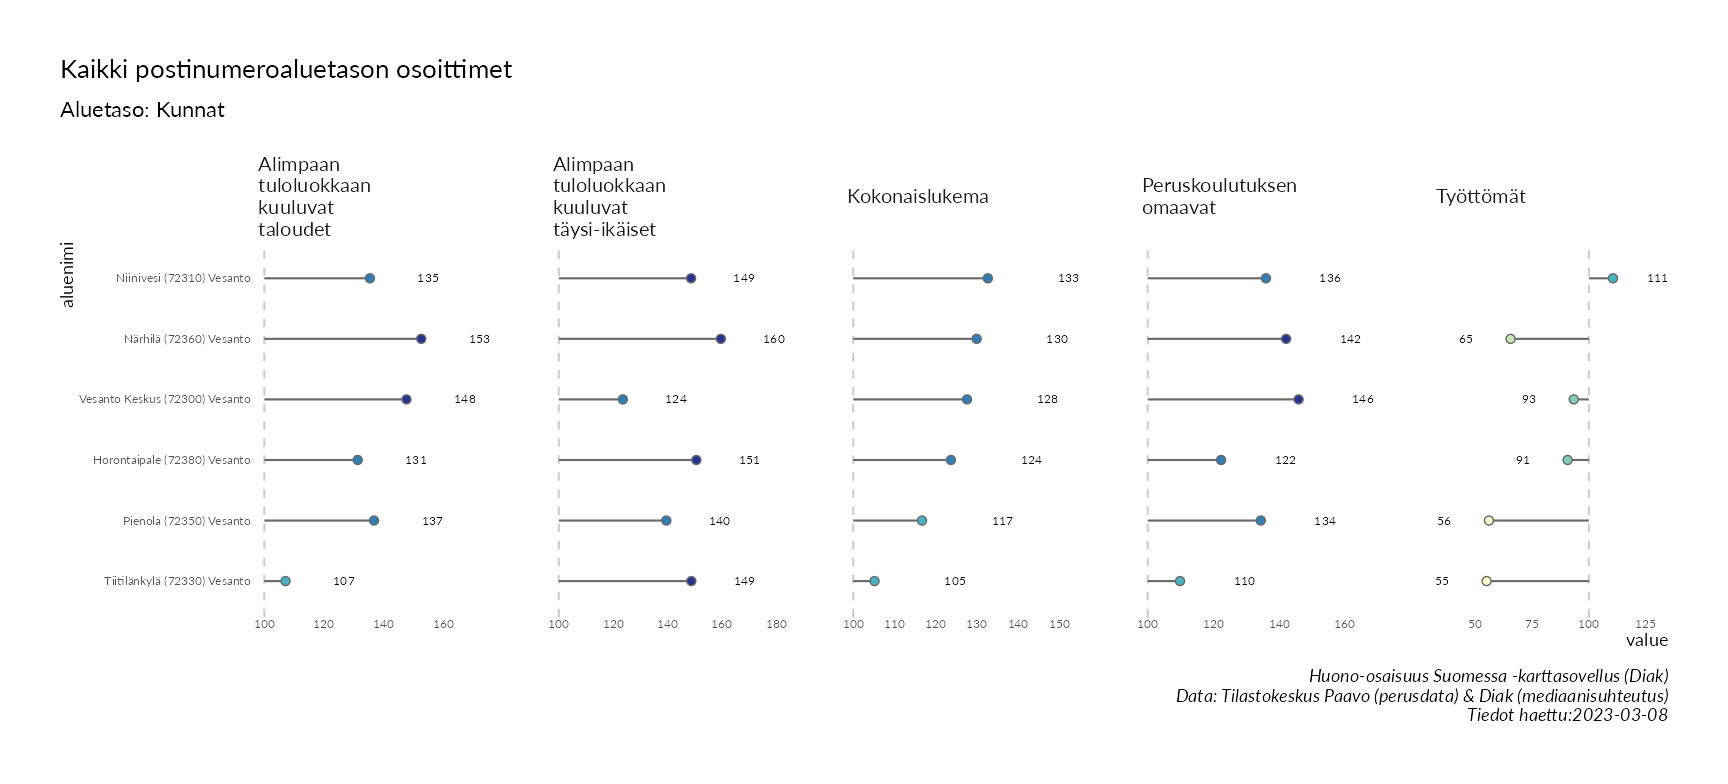 Kaikki postinumeroaluetason osoittimet
Aluetaso: Kunnat
Alimpaan
tuloluokkaan
kuuluvat
taloudet
Alimpaan
tuloluokkaan
kuuluvat
täysi-ikäiset
Kokonaislukema
Peruskoulutuksen
omaavat
Työttömät
aluenimi
Niinivesi (72310) Vesanto 135 149 133 136 111
Närhilä (72360) Vesanto 153 160 130 142 65
Vesanto Keskus (72300) Vesanto 148 124 128 146 93
Horontaipale (72380) Vesanto 131 151 124 122 91
Pienola (72350) Vesanto 137 140 117 134 56
Tiitilänkylä (72330) Vesanto 107 149 105 110 55
100 120 140 160 100 120 140 160 180 100 110 120 130 140 150 100 120 140 160 50 75 100 125
value
Huono-osaisuus Suomessa -karttasovellus (Diak)
Data: Tilastokeskus Paavo (perusdata) & Diak (mediaanisuhteutus)
Tiedot haettu:2023-03-08